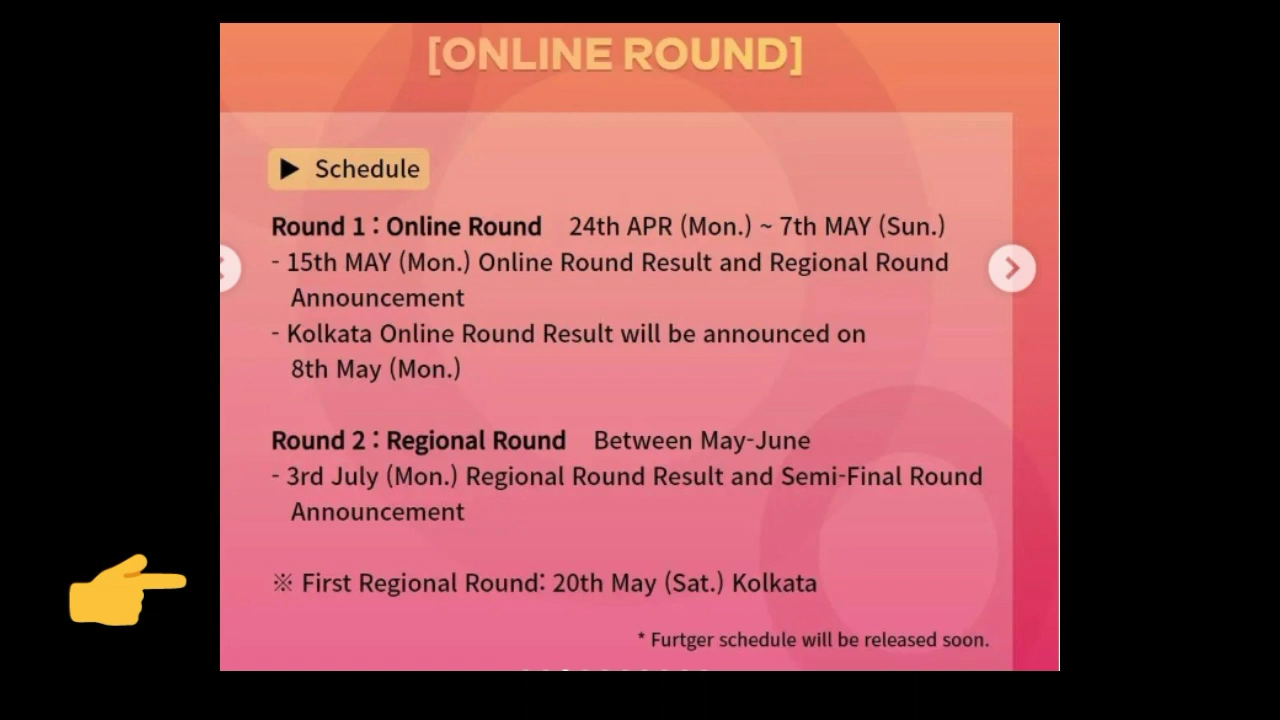 [ONLINE ROUND]
▶ Schedule
Round 1 : Online Round 24th APR (Mon.) ~ 7th MAY (Sun.)
- 15th MAY (Mon.) Online Round Result and Regional Round
Announcement
- Kolkata Online Round Result will be announced on
8th May (Mon.)
Round 2 : Regional Round Between May-June
- 3rd July (Mon.) Regional Round Result and Semi-Final Round
Announcement
※ First Regional Round: 20th May (Sat.) Kolkata
* Furtger schedule will be released soon.